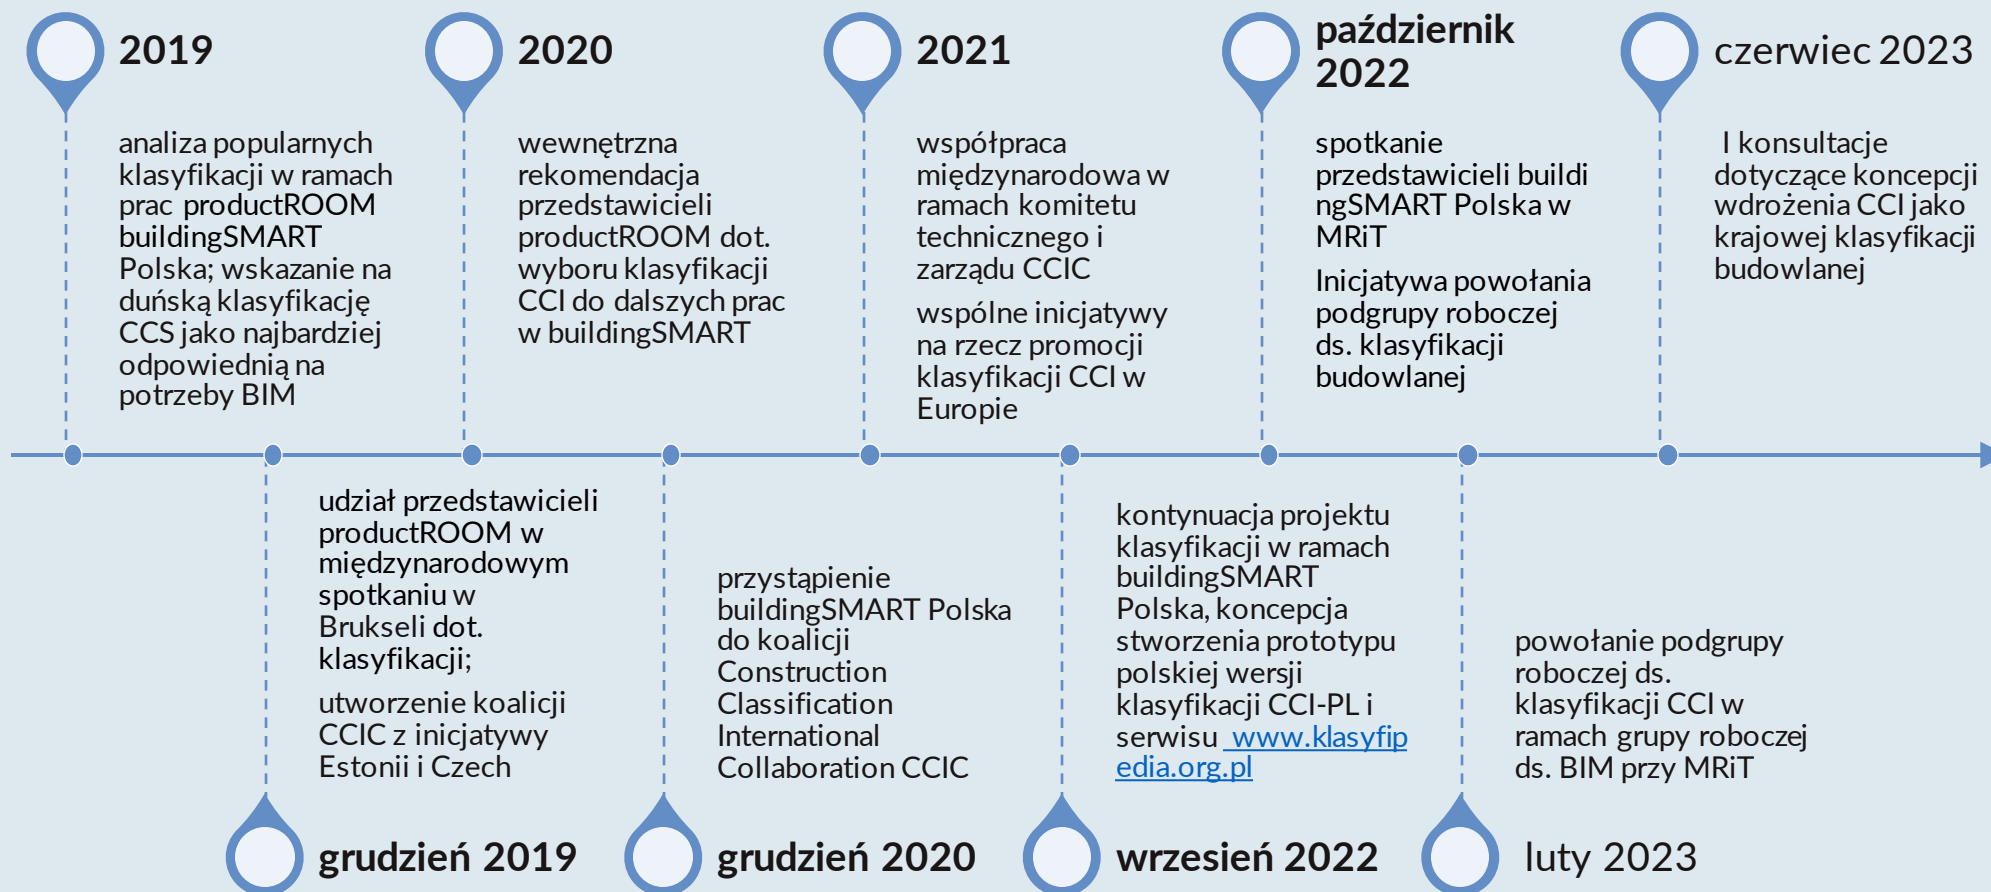 2019
analiza popularnych
klasyfikacji w ramach
prac productROOM
buildingSMART
Polska; wskazanie na
duńską klasyfikację
CCS jako najbardziej
odpowiednią na
potrzeby BIM
grudzień 2019
udział przedstawicieli
productROOM w
międzynarodowym
spotkaniu w
Brukseli dot.
klasyfikacji;
utworzenie koalicji
CCIC z inicjatywy
Estonii i Czech
2020
wewnętrzna
rekomendacja
przedstawicieli
productROOM dot.
wyboru klasyfikacji
CCI do dalszych prac
w buildingSMART
grudzień 2020
przystąpienie
buildingSMART Polska
do koalicji
Construction
Classification
International
Collaboration CCIC
2021
współpraca
międzynarodowa w
ramach komitetu
technicznego i
zarządu CCIC
wspólne inicjatywy
na rzecz promocji
klasyfikacji CCI w
Europie
wrzesień 2022
kontynuacja projektu
klasyfikacji w ramach
buildingSMART
Polska, koncepcja
stworzenia prototypu
polskiej wersji
klasyfikacji CCI-PL i
serwisu www.klasyfip
edia.org.pl
październik
2022
spotkanie
przedstawicieli buildi
ngSMART Polska w
MRiT
Inicjatywa powołania
podgrupy roboczej
ds. klasyfikacji
budowlanej
luty 2023
powołanie podgrupy
roboczej ds.
klasyfikacji CCI w
ramach grupy roboczej
ds. BIM przy MRiT
czerwiec 2023
I konsultacje
dotyczące koncepcji
wdrożenia CCI jako
krajowej klasyfikacji
budowlanej